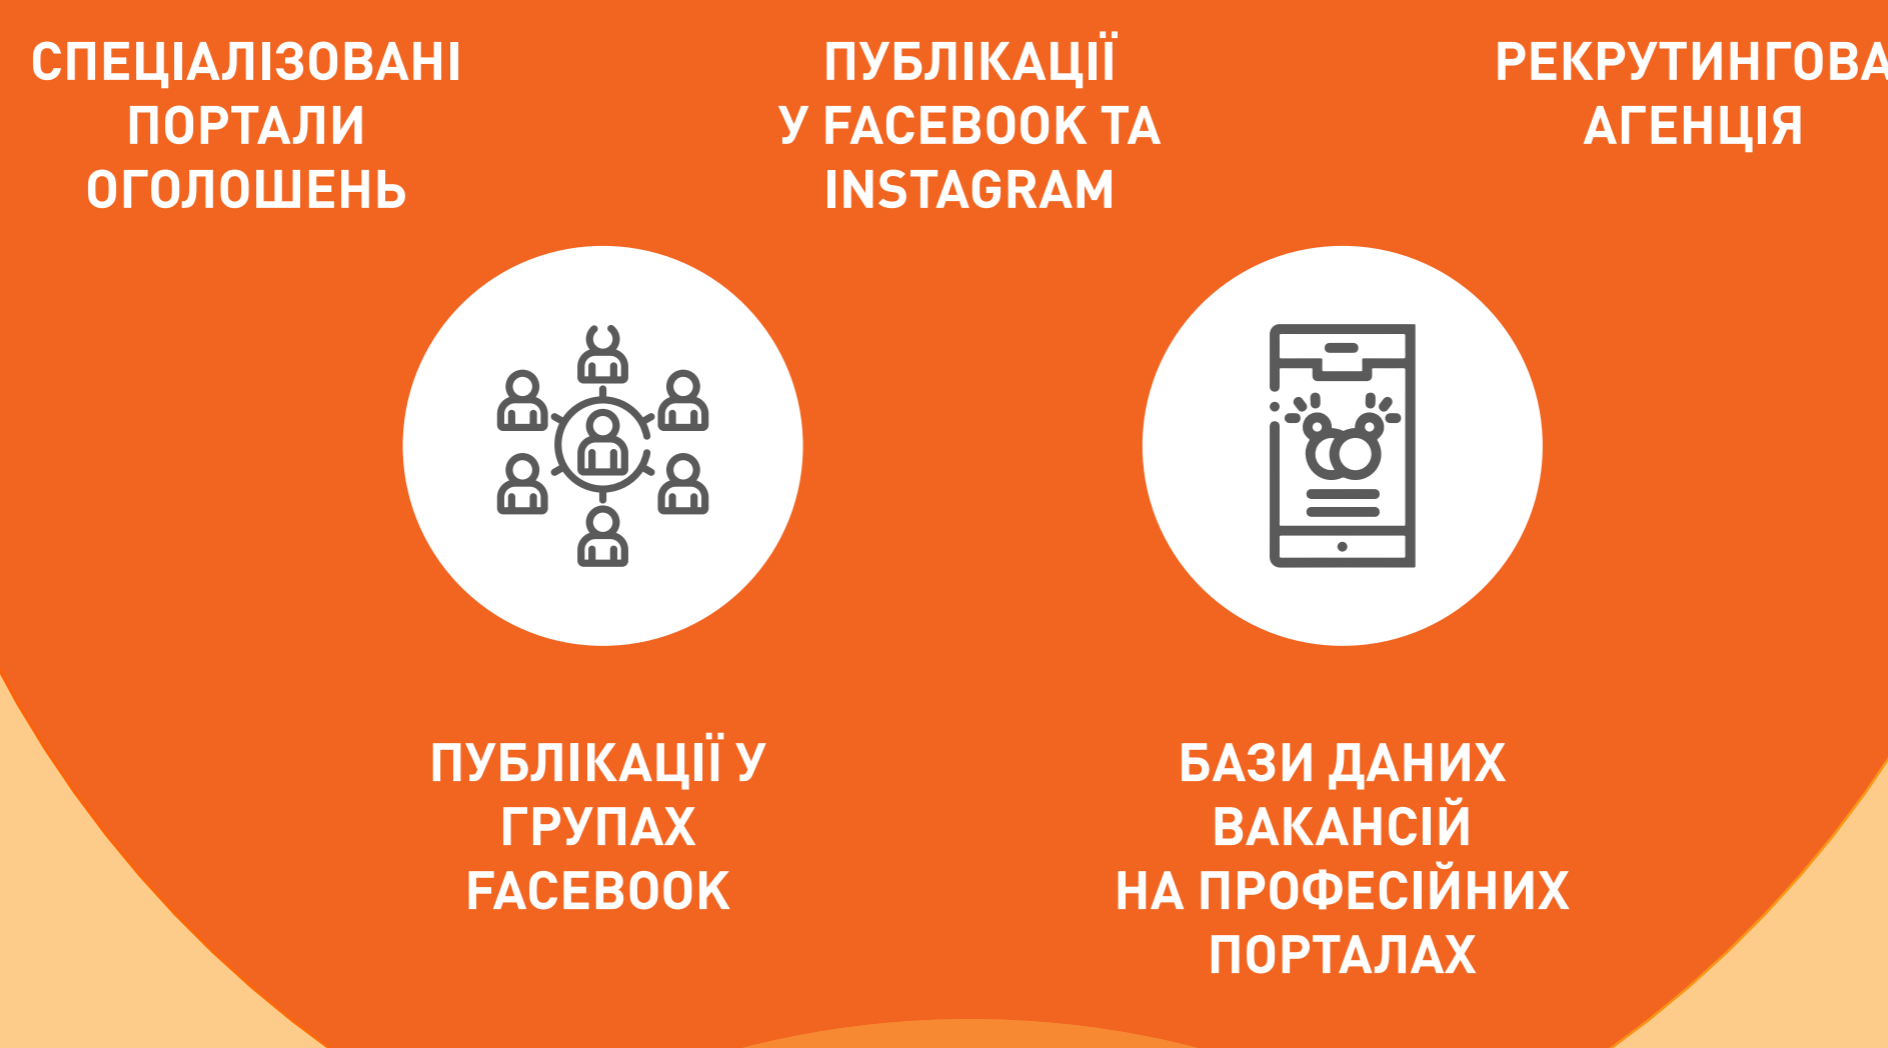 СПЕЦІАЛІЗОВАНІ
ПОРТАЛИ
ОГОЛОШЕНЬ
ПУБЛІКАЦІЇ
У FACEBOOK ТА
INSTAGRAM
РЕКРУТИНГОВА
АГЕНЦІЯ
ПУБЛІКАЦІЇ У
ГРУПАХ
FACEBOOK
БАЗИ ДАНИХ
ВАКАНСІЙ
НА ПРОФЕСІЙНИХ
ПОРТАЛАХ